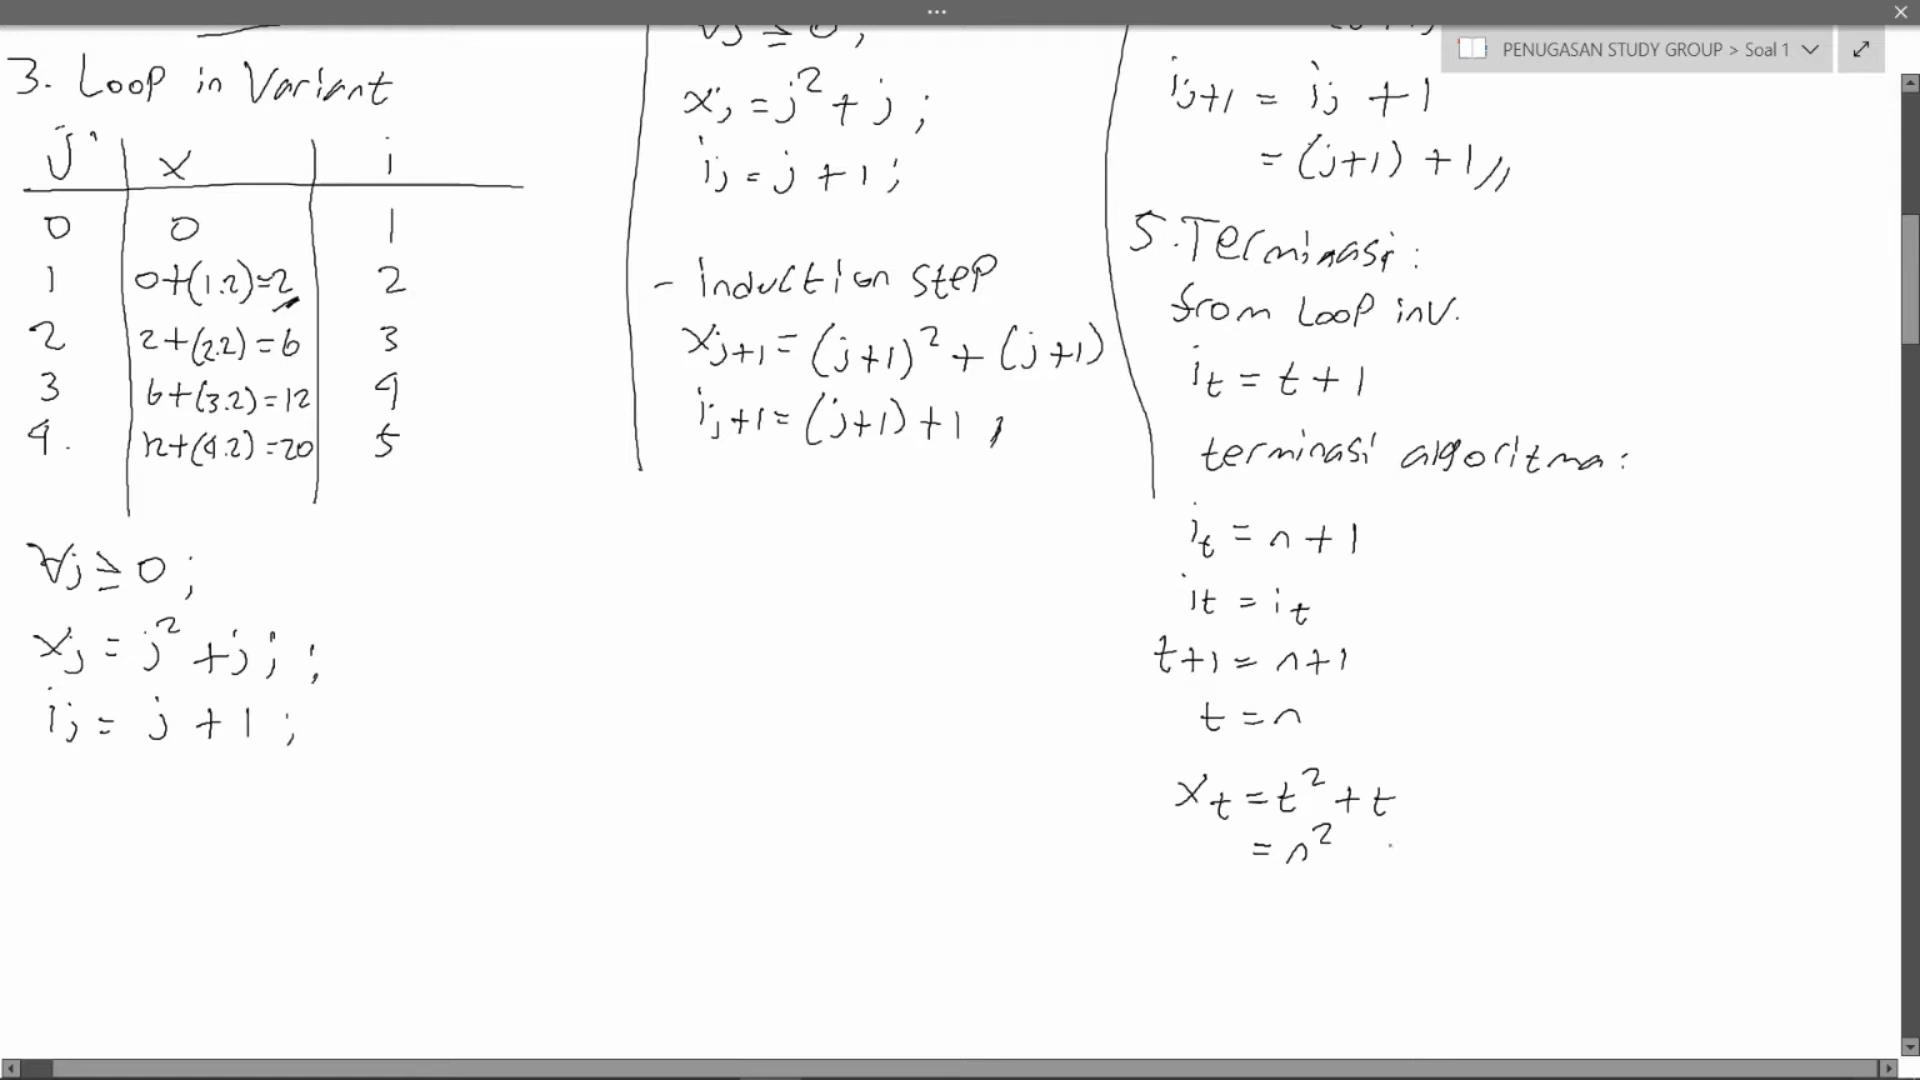 ...
PENUGASAN STUDY GROUP > Soal 1
3. Loop in Variant
j | x | i
0 | 0 | 1
1 | 0+(1.2)=2 | 2
2 | 2+(2.2)=6 | 3
3 | 6+(3.2)=12 | 4
4. | 12+(4.2)=20 | 5
∀j ≥ 0 ;
xj = j² + j ;
ij = j + 1 ;
∀j ≥ 0 ;
xj = j² + j ;
ij = j + 1 ;
- Induction Step
xj+1 = (j+1)² + (j+1)
ij+1 = (j+1) + 1 ,
ij+1 = ij + 1
= (j+1) + 1 //
5. Terminasi :
from Loop inv.
it = t + 1
terminasi algoritma :
it = n + 1
it = it
t+1 = n+1
t = n
xt = t² + t
= n²